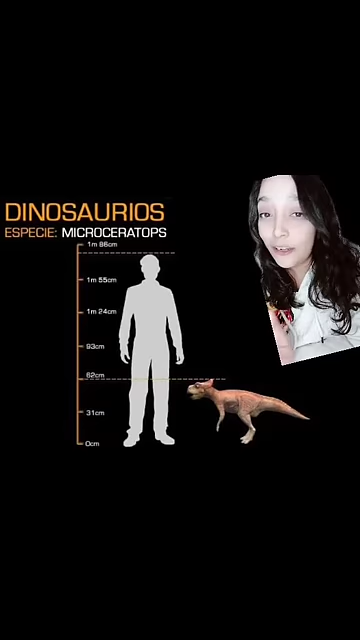 DINOSAURIOS
ESPECIE: MICROCERATOPS
1m 86cm
1m 55cm
1m 24cm
93cm
62cm
31cm
0cm